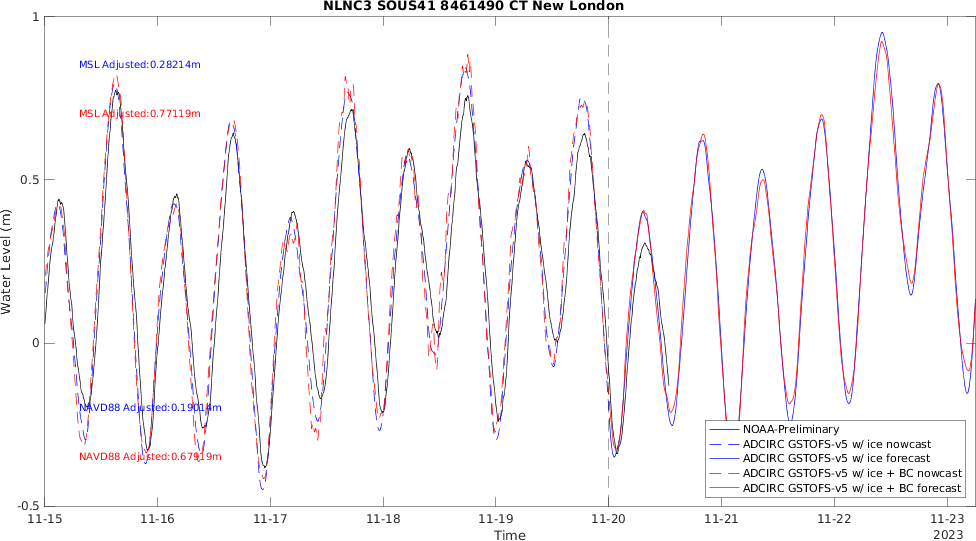 NLNC3 SOUS41 8461490 CT New London
1
MSL Adjusted:0.28214m
MSL Adjusted:0.77119m
0.5
Water Level (m)
0
NAVD88 Adjusted:0.19014m
NAVD88 Adjusted:0.67919m
NOAA-Preliminary
ADCIRC GSTOFS-v5 w/ ice nowcast
ADCIRC GSTOFS-v5 w/ ice forecast
ADCIRC GSTOFS-v5 w/ ice + BC nowcast
ADCIRC GSTOFS-v5 w/ ice + BC forecast
-0.5
11-15 11-16 11-17 11-18 11-19 11-20 11-21 11-22 11-23
Time 2023